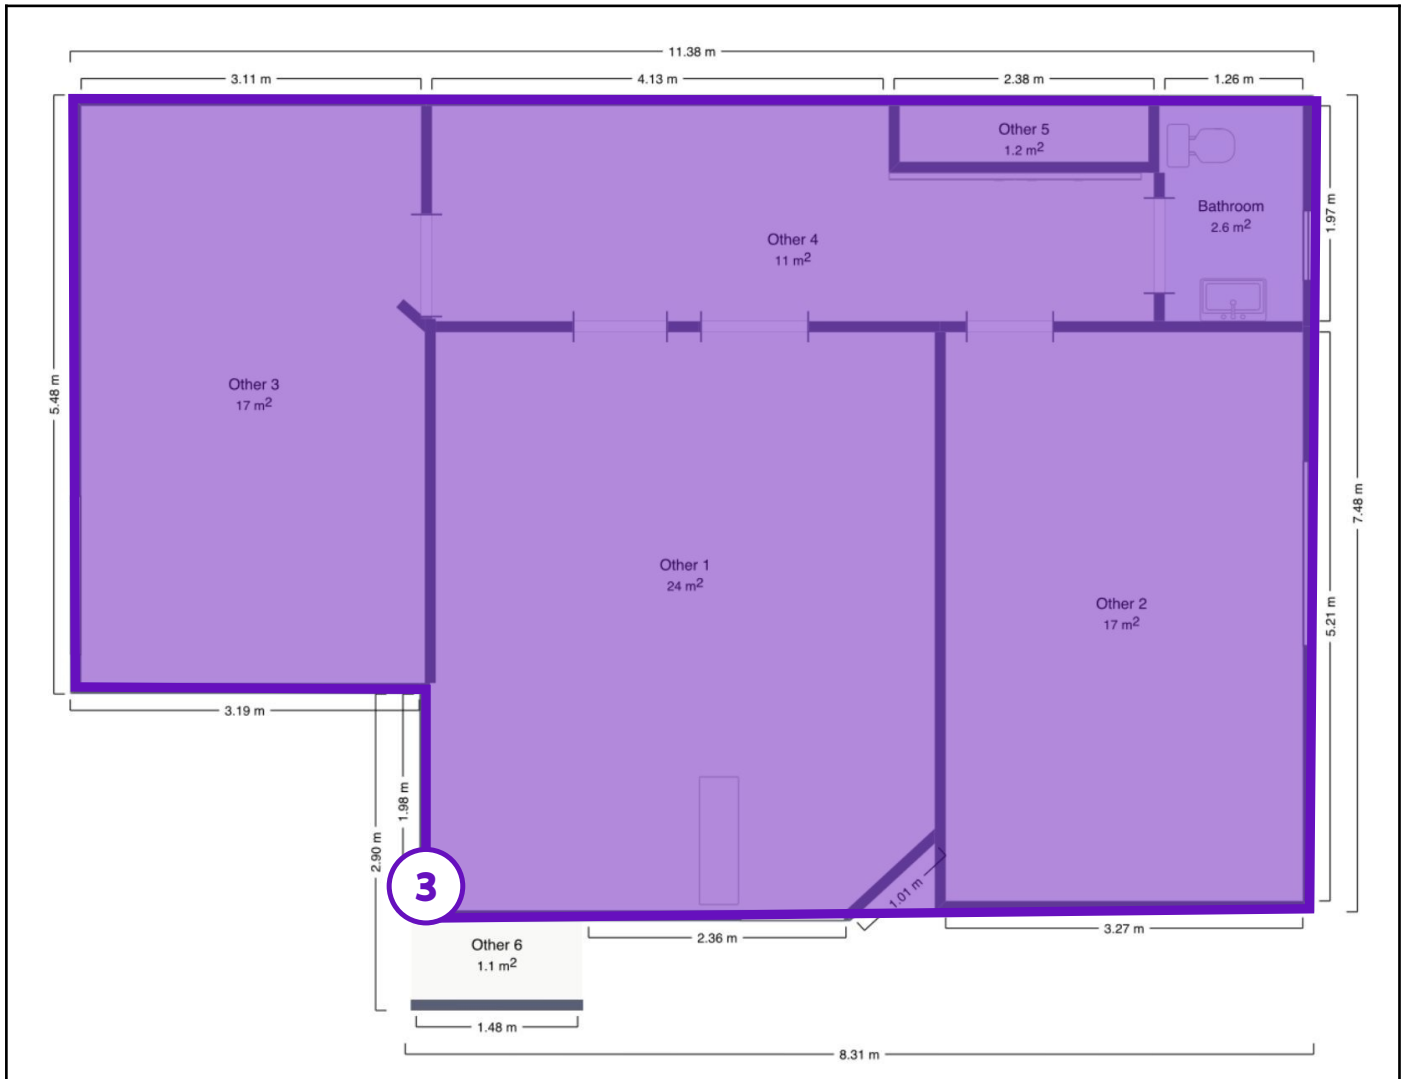 11.38 m
3.11 m
4.13 m
2.38 m
1.26 m
Other 5
1.2 m²
Bathroom
2.6 m²
1.97 m
Other 4
11 m²
Other 3
17 m²
5.48 m
7.48 m
Other 1
24 m²
Other 2
17 m²
5.21 m
3.19 m
1.98 m
2.90 m
3
1.01 m
2.36 m
3.27 m
Other 6
1.1 m²
1.48 m
8.31 m